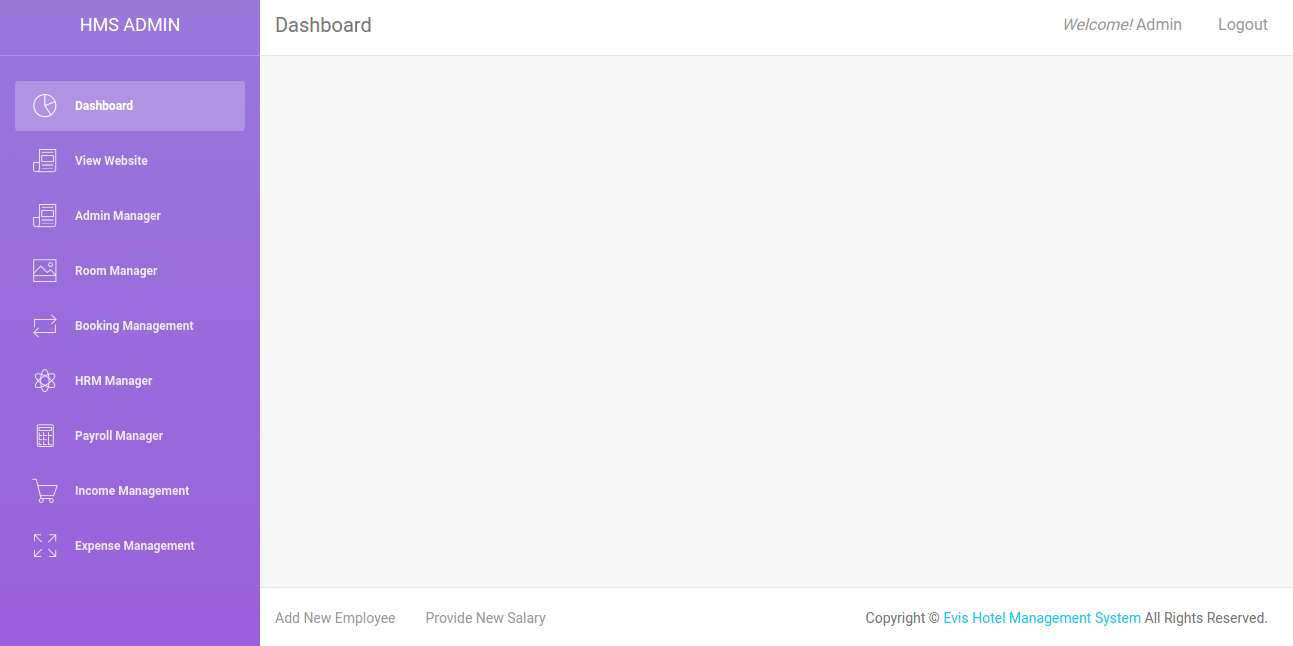 HMS ADMIN
Dashboard
Welcome! Admin
Logout
Dashboard
View Website
Admin Manager
Room Manager
Booking Management
HRM Manager
Payroll Manager
Income Management
Expense Management
Add New Employee
Provide New Salary
Copyright © Evis Hotel Management System All Rights Reserved.